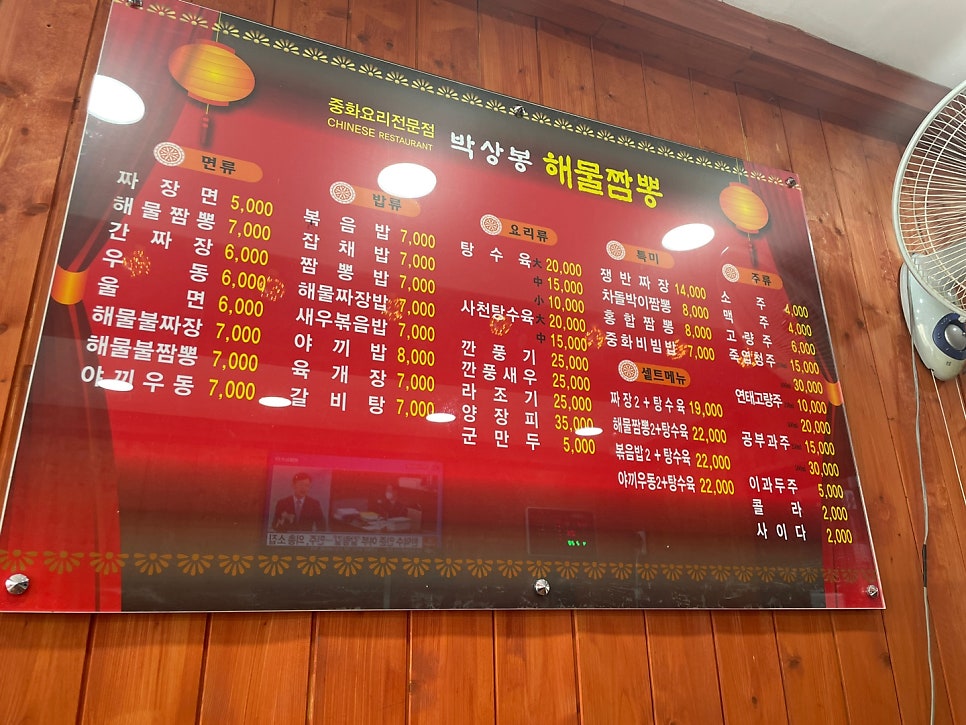 중화요리전문점
CHINESE RESTAURANT
박상봉 해물짬뽕
면류
짜장면 5,000
해물짬뽕 7,000
간짜장 6,000
우동 6,000
울면 6,000
해물불짜장 7,000
해물불짬뽕 7,000
야끼우동 7,000
밥류
볶음밥 7,000
잡채밥 7,000
짬뽕밥 7,000
해물짜장밥 7,000
새우볶음밥 7,000
야끼밥 8,000
육개장 7,000
갈비탕 7,000
요리류
탕수육 大 20,000
中 15,000
小 10,000
사천탕수육 大 20,000
中 15,000
깐풍기 25,000
깐풍새우 25,000
라조기 25,000
양장피 35,000
군만두 5,000
특미
쟁반짜장 14,000
차돌박이짬뽕 8,000
홍합짬뽕 8,000
중화비빔밥 7,000
셀트메뉴
짜장2+탕수육 19,000
해물짬뽕2+탕수육 22,000
볶음밥2+탕수육 22,000
야끼우동2+탕수육 22,000
주류
소주 4,000
맥주 4,000
고량주 6,000
죽엽청주 15,000
30,000
연태고량주 10,000
20,000
공부과주 15,000
30,000
이과두주 5,000
콜라 2,000
사이다 2,000